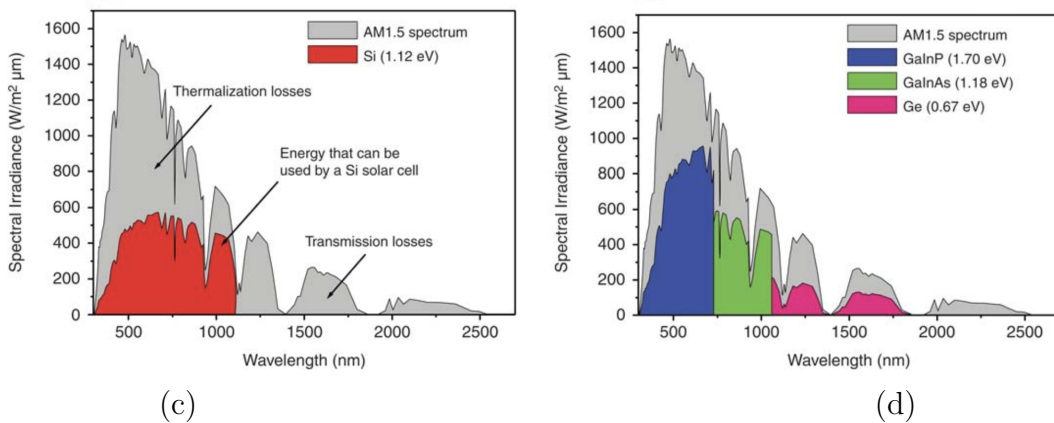 1600
1400
1200
1000
800
600
400
200
0
Spectral Irradiance (W/m² μm)
AM1.5 spectrum
Si (1.12 eV)
Thermalization losses
Energy that can be
used by a Si solar cell
Transmission losses
500 1000 1500 2000 2500
Wavelength (nm)
(c)
1600
1400
1200
1000
800
600
400
200
0
Spectral Irradiance (W/m² μm)
AM1.5 spectrum
GaInP (1.70 eV)
GaInAs (1.18 eV)
Ge (0.67 eV)
500 1000 1500 2000 2500
Wavelength (nm)
(d)